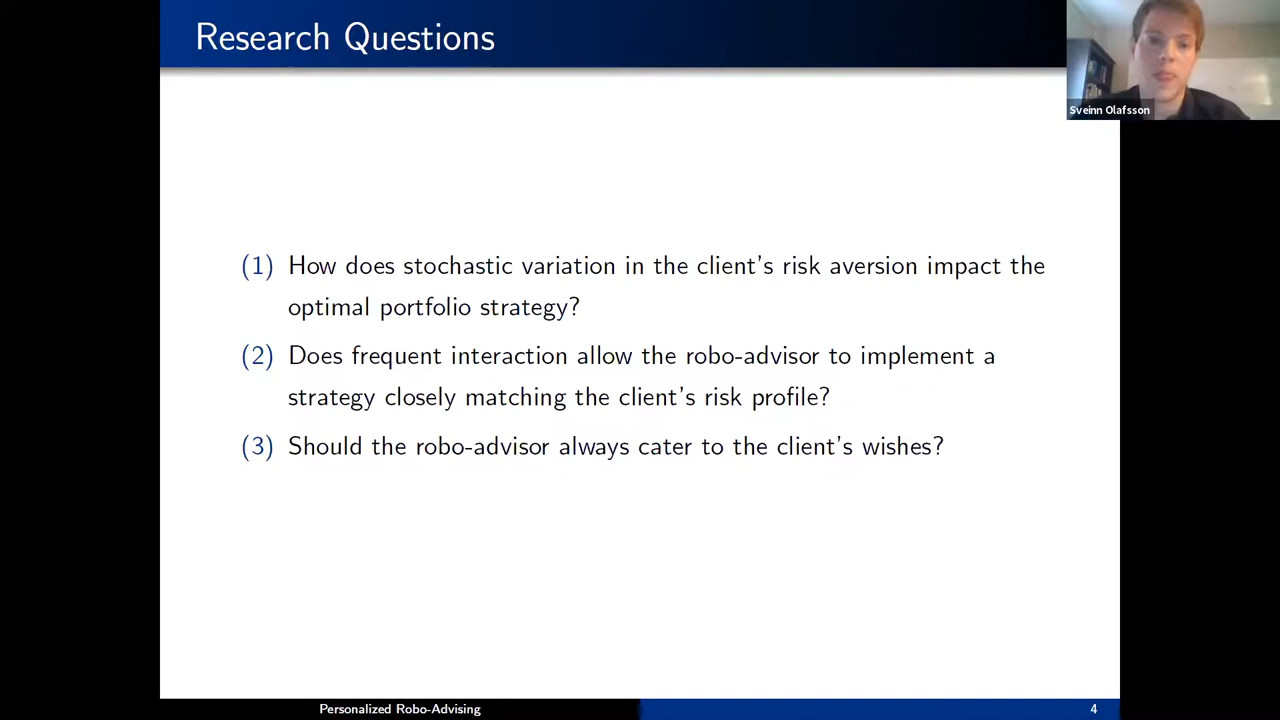 Research Questions
Sveinn Olafsson
(1) How does stochastic variation in the client's risk aversion impact the
optimal portfolio strategy?
(2) Does frequent interaction allow the robo-advisor to implement a
strategy closely matching the client's risk profile?
(3) Should the robo-advisor always cater to the client's wishes?
Personalized Robo-Advising
4